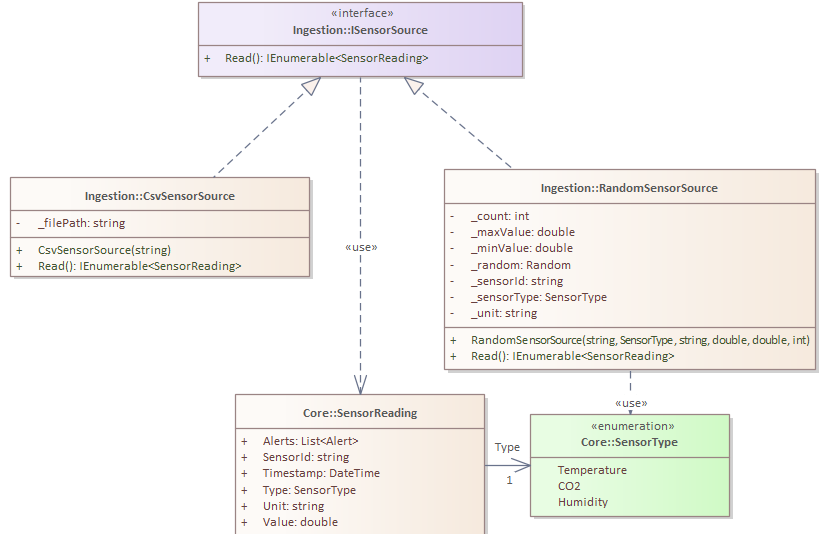 «interface»
Ingestion::ISensorSource
+ Read(): IEnumerable<SensorReading>
Ingestion::CsvSensorSource
- _filePath: string
+ CsvSensorSource(string)
+ Read(): IEnumerable<SensorReading>
«use»
Ingestion::RandomSensorSource
- _count: int
- _maxValue: double
- _minValue: double
- _random: Random
- _sensorId: string
- _sensorType: SensorType
- _unit: string
+ RandomSensorSource(string, SensorType, string, double, double, int)
+ Read(): IEnumerable<SensorReading>
«use»
Core::SensorReading
+ Alerts: List<Alert>
+ SensorId: string
+ Timestamp: DateTime
+ Type: SensorType
+ Unit: string
+ Value: double
Type
1
«enumeration»
Core::SensorType
Temperature
CO2
Humidity